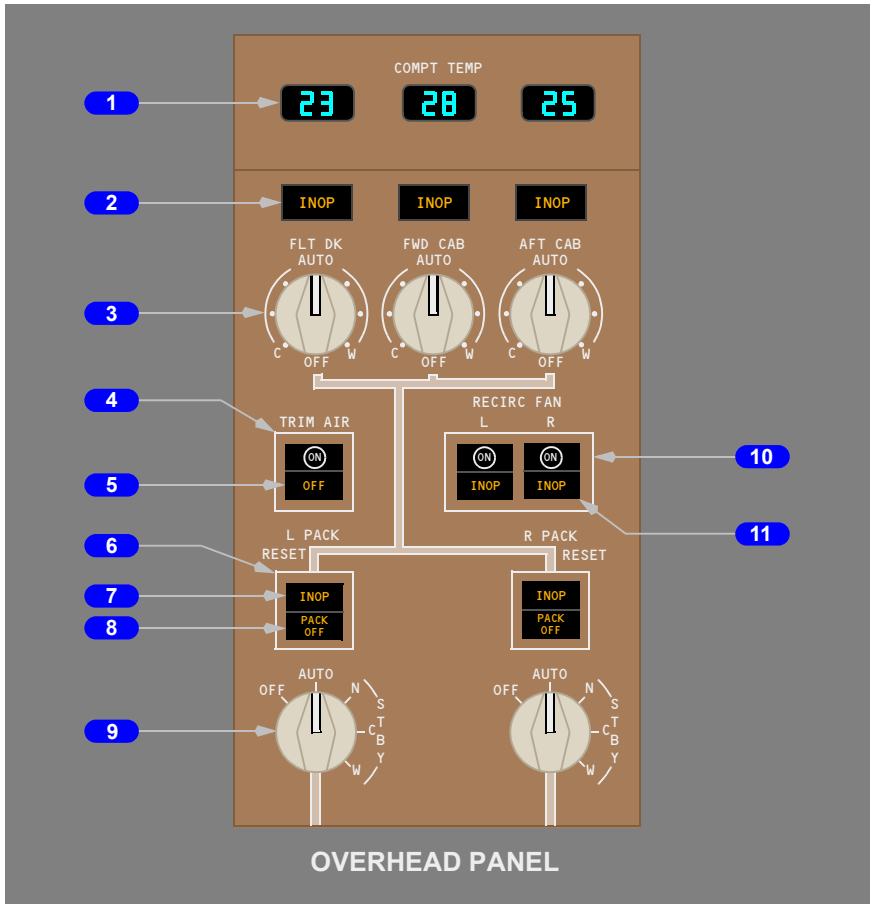 COMPT TEMP
1
23 28 25
2
INOP INOP INOP
FLT DK FWD CAB AFT CAB
AUTO AUTO AUTO
3
C W C W C W
OFF OFF OFF
4
RECIRC FAN
TRIM AIR L R
ON ON ON
10
5
OFF INOP INOP
11
6
L PACK R PACK
RESET RESET
7
INOP INOP
8
PACK PACK
OFF OFF
AUTO AUTO
OFF N OFF N
9
C C
W W
STBY STBY
OVERHEAD PANEL